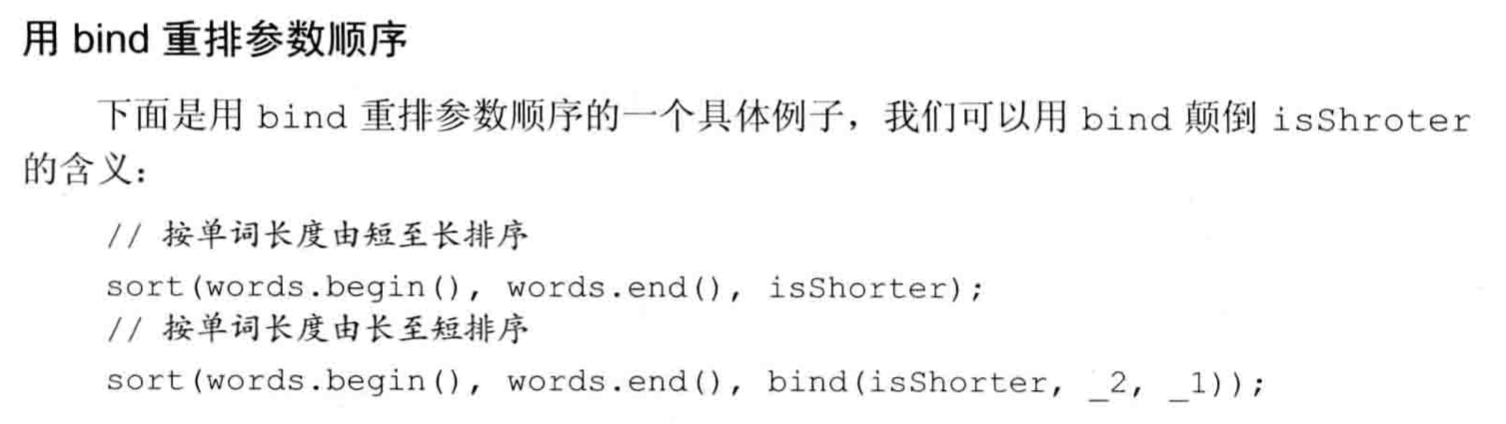 用 bind 重排参数顺序
下面是用 bind 重排参数顺序的一个具体例子，我们可以用 bind 颠倒 isShroter
的含义：
// 按单词长度由短至长排序
sort(words.begin(), words.end(), isShorter);
// 按单词长度由长至短排序
sort(words.begin(), words.end(), bind(isShorter, _2, _1));